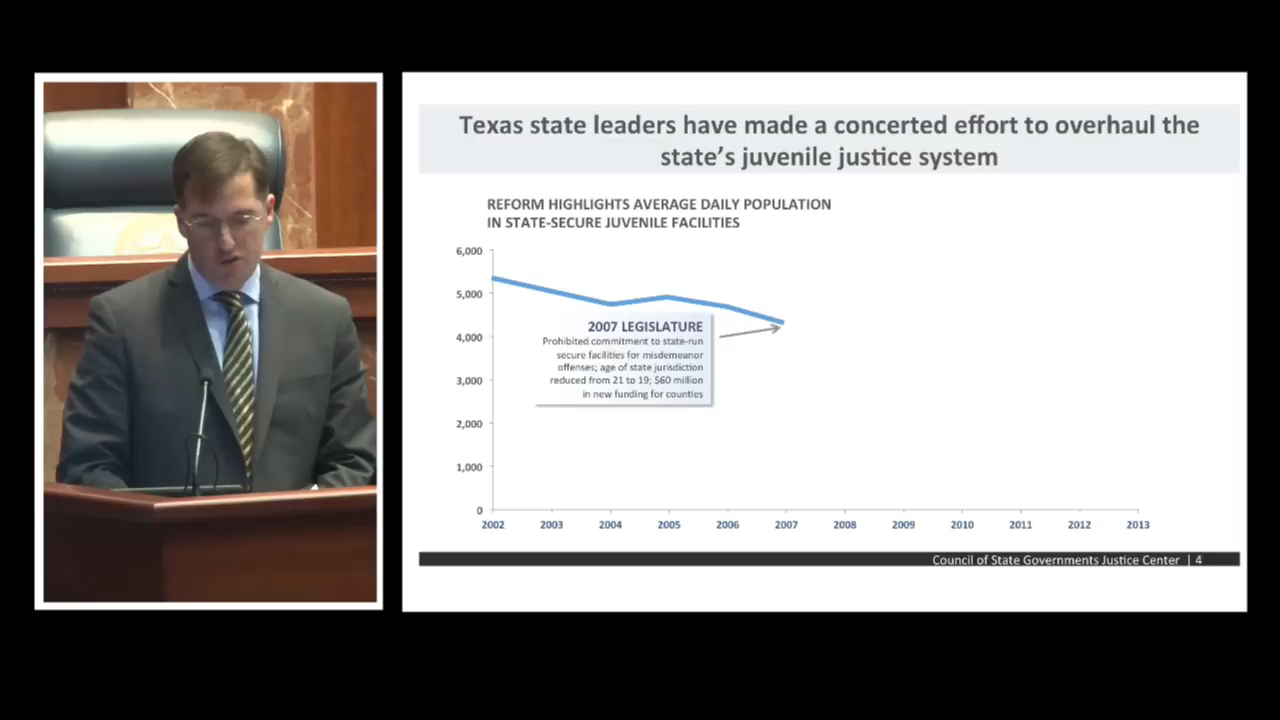 Texas state leaders have made a concerted effort to overhaul the
state's juvenile justice system
REFORM HIGHLIGHTS AVERAGE DAILY POPULATION
IN STATE-SECURE JUVENILE FACILITIES
6,000
5,000
4,000
3,000
2,000
1,000
0
2007 LEGISLATURE
Prohibited commitment to state-run
secure facilities for misdemeanor
offenses; age of state jurisdiction
reduced from 21 to 19; $60 million
in new funding for counties
2002 2003 2004 2005 2006 2007 2008 2009 2010 2011 2012 2013
Council of State Governments Justice Center | 4